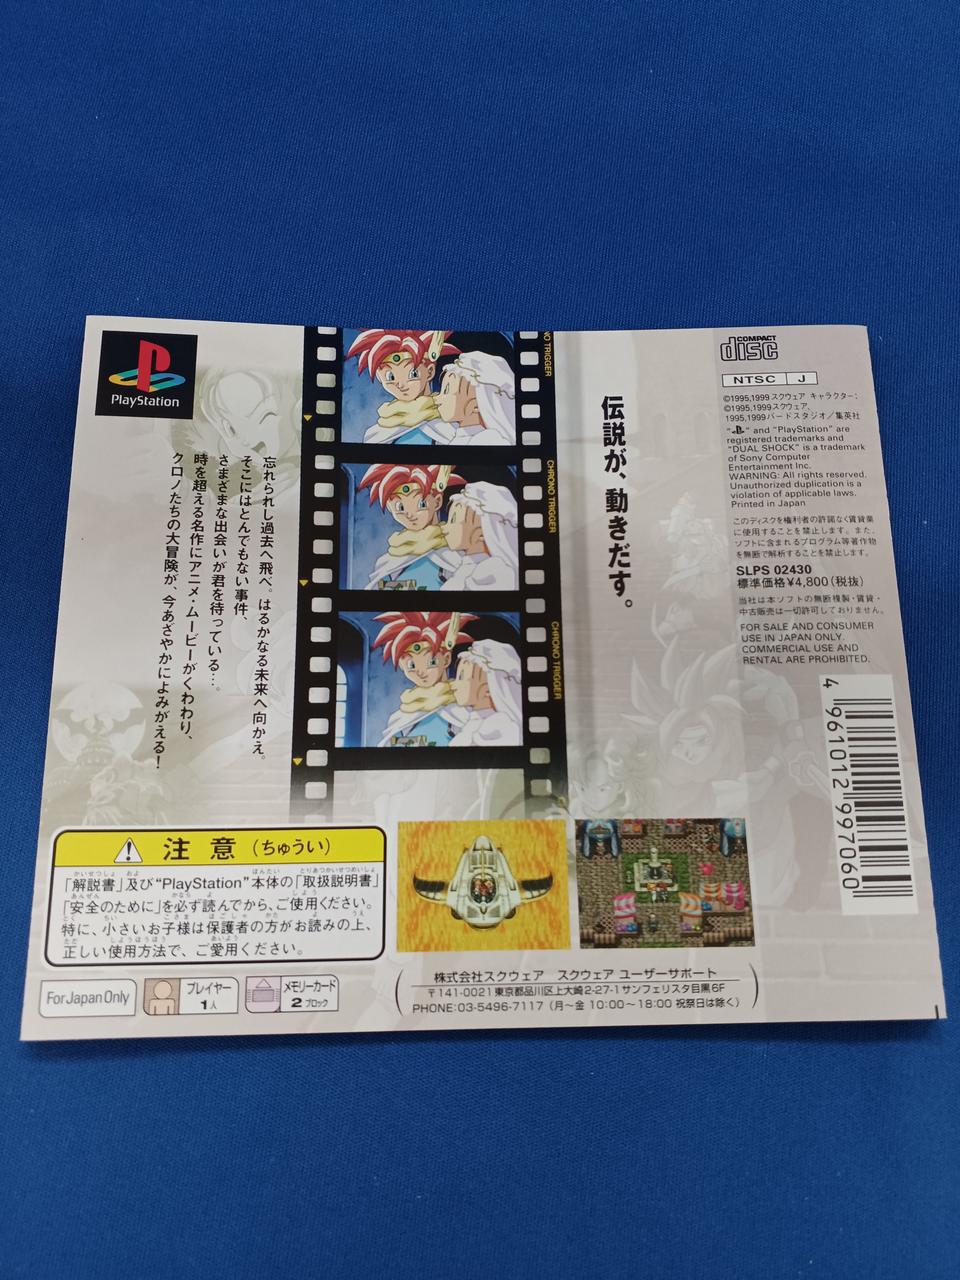 PlayStation
忘れられし過去へ飛べ。はるかなる未来へ向かえ。
そこにはとんでもない事件、
さまざまな出会いが君を待っている…。
時を超える名作にアニメ・ムービーがくわわり、
クロノたちの大冒険が、今あざやかによみがえる!
NO TRIGGER
CHRONO TRIGGER
CHRONO TRIGGER
伝説が、動きだす。
COMPACT
disc
NTSC J
©1995,1999スクウェア キャラクター:
©1995,1999スクウェア,
1995,1999バードスタジオ/集英社
" " and "PlayStation" are
registered trademarks and
"DUAL SHOCK" is a trademark
of Sony Computer
Entertainment Inc.
WARNING: All rights reserved.
Unauthorized duplication is a
violation of applicable laws.
Printed in Japan
このディスクを権利者の許諾なく賃貸業
に使用することを禁止します。また、
ソフトに含まれるプログラム等著作物
を無断で解析することも禁止します。
SLPS 02430
標準価格¥4,800(税抜)
当社は本ソフトの無断複製・賃貸・
中古販売は一切許可しておりません。
FOR SALE AND CONSUMER
USE IN JAPAN ONLY.
COMMERCIAL USE AND
RENTAL ARE PROHIBITED.
4 961012 997060
注意(ちゅうい)
「解説書」及び"PlayStation"本体の「取扱説明書」
「安全のために」を必ず読んでから、ご使用ください。
特に、小さいお子様は保護者の方がお読みの上、
正しい使用方法で、ご愛用ください。
For Japan Only
プレイヤー
1人
メモリーカード
2ブロック
株式会社スクウェア スクウェア ユーザーサポート
〒141-0021東京都品川区上大崎2-27-1サンフェリスタ目黒6F
PHONE:03-5496-7117(月〜金 10:00〜18:00 祝祭日は除く)